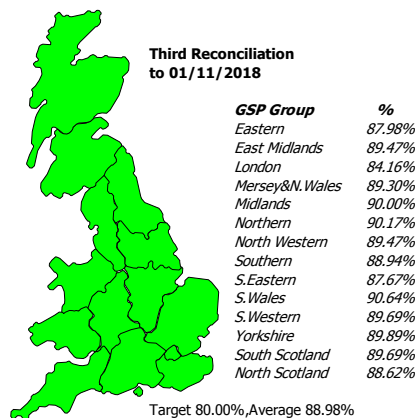 Third Reconciliation
to 01/11/2018
GSP Group %
Eastern 87.98%
East Midlands 89.47%
London 84.16%
Mersey&N.Wales 89.30%
Midlands 90.00%
Northern 90.17%
North Western 89.47%
Southern 88.94%
S.Eastern 87.67%
S.Wales 90.64%
S.Western 89.69%
Yorkshire 89.89%
South Scotland 89.69%
North Scotland 88.62%
Target 80.00%,Average 88.98%